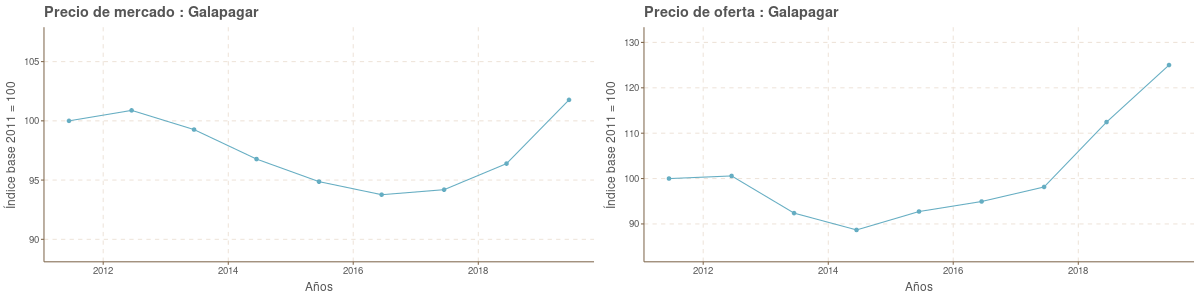 Precio de mercado : Galapagar
Índice base 2011 = 100
105
100
95
90
2012
2014
2016
2018
Años
Precio de oferta : Galapagar
Índice base 2011 = 100
130
120
110
100
90
2012
2014
2016
2018
Años